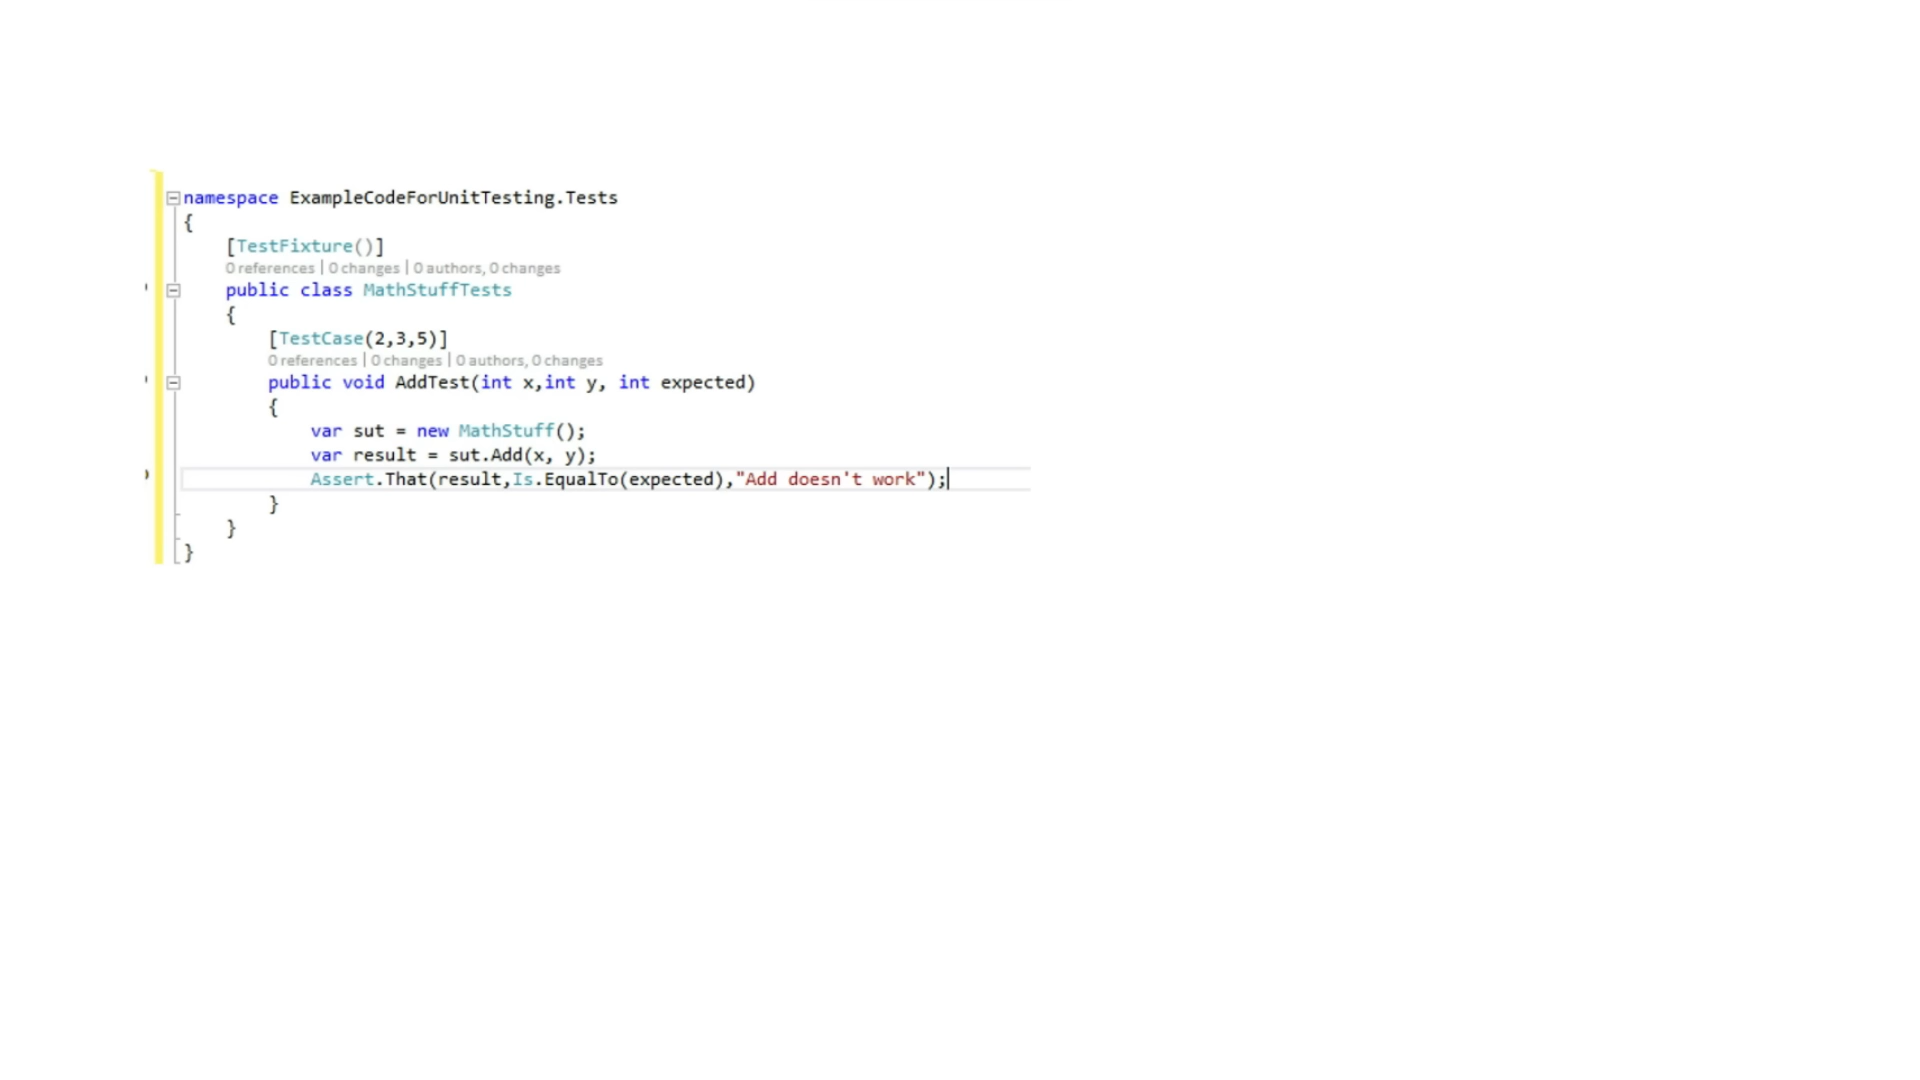 namespace ExampleCodeForUnitTesting.Tests
{
[TestFixture()]
0 references | 0 changes | 0 authors, 0 changes
public class MathStuffTests
{
[TestCase(2,3,5)]
0 references | 0 changes | 0 authors, 0 changes
public void AddTest(int x,int y, int expected)
{
var sut = new MathStuff();
var result = sut.Add(x, y);
Assert.That(result,Is.EqualTo(expected),"Add doesn't work");
}
}
}